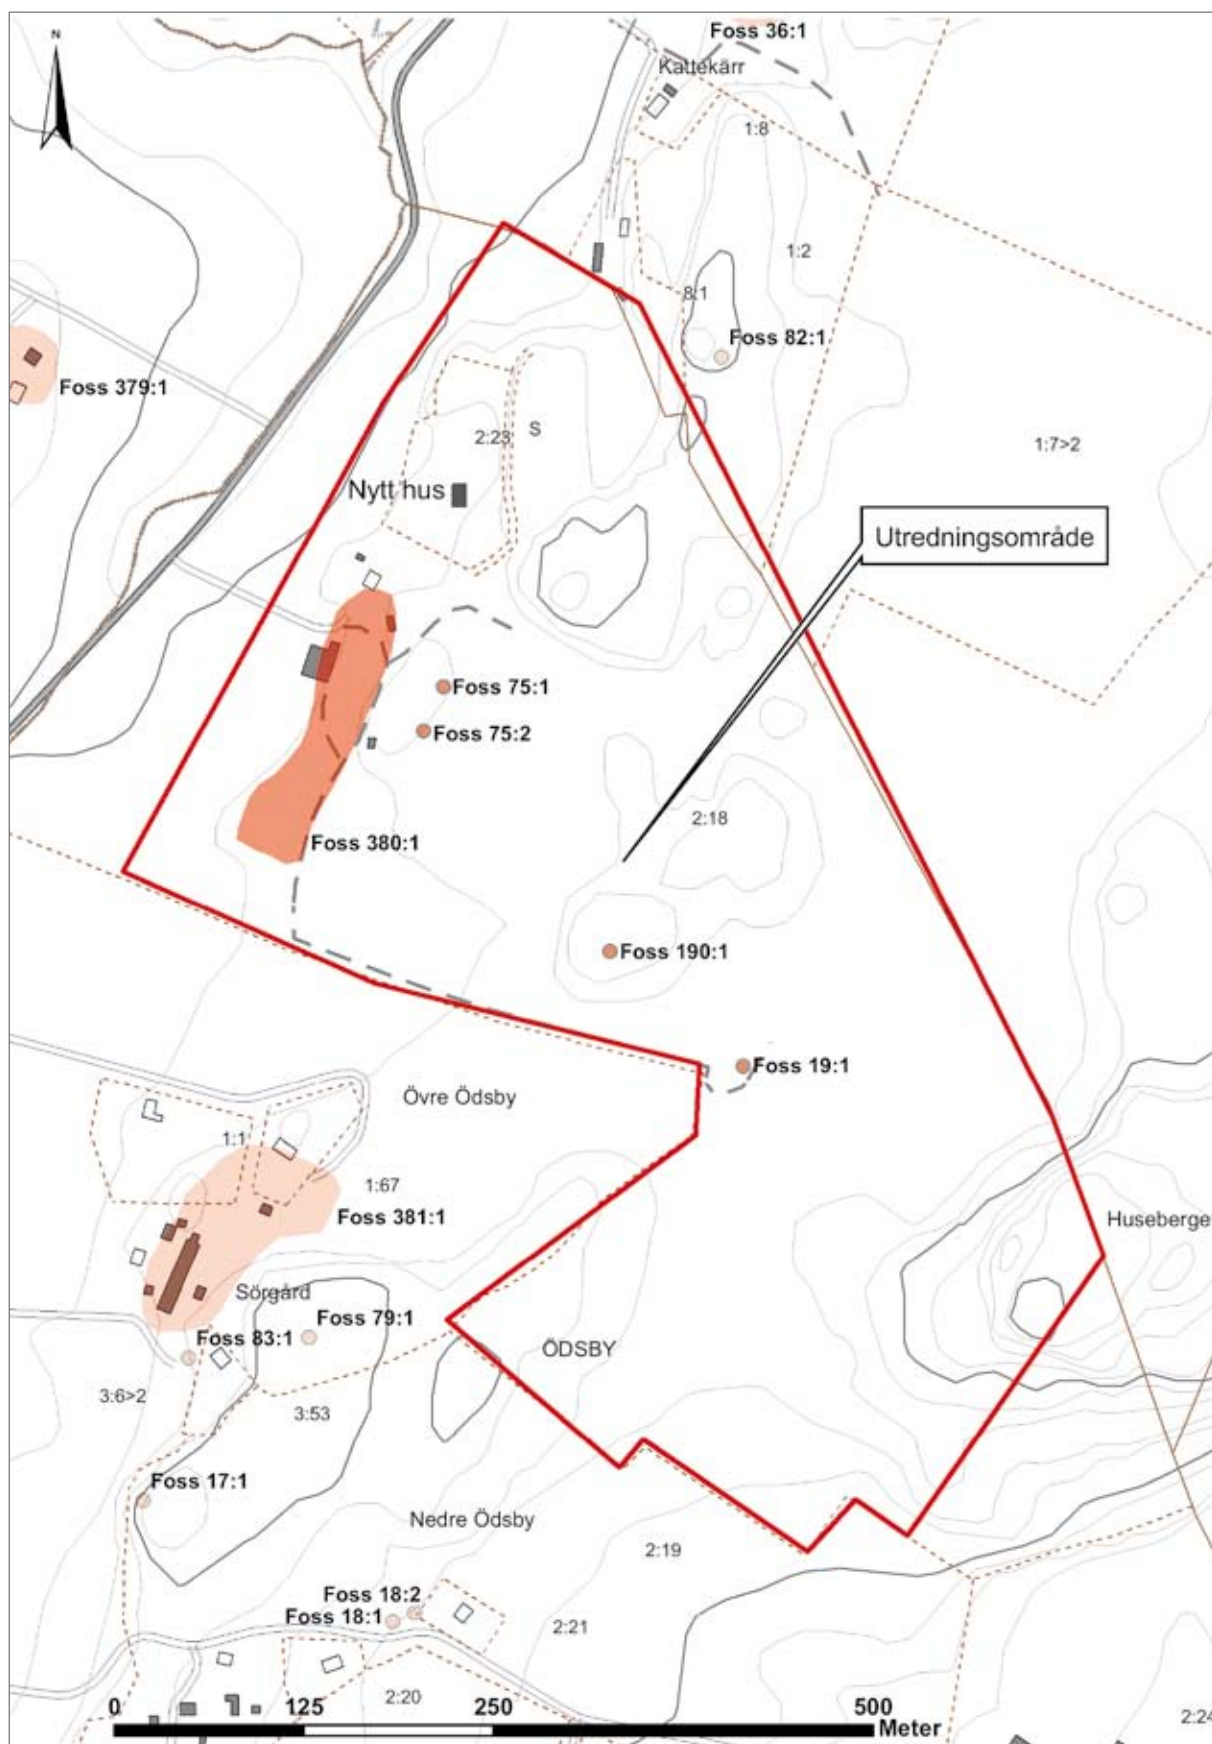 N
Foss 36:1
Kattekärr
1:8
1:2
8:1
Foss 82:1
Foss 379:1
2:23
S
1:7>2
Nytt hus
Utredningsområde
Foss 75:1
Foss 75:2
2:18
Foss 380:1
Foss 190:1
Foss 19:1
Övre Ödsby
1:1
1:67
Foss 381:1
Huseberge
Sörgård
Foss 79:1
Foss 83:1
ÖDSBY
3:6>2
3:53
Foss 17:1
Nedre Ödsby
2:19
Foss 18:2
Foss 18:1
2:21
2:20
2:24
0 125 250 500
Meter